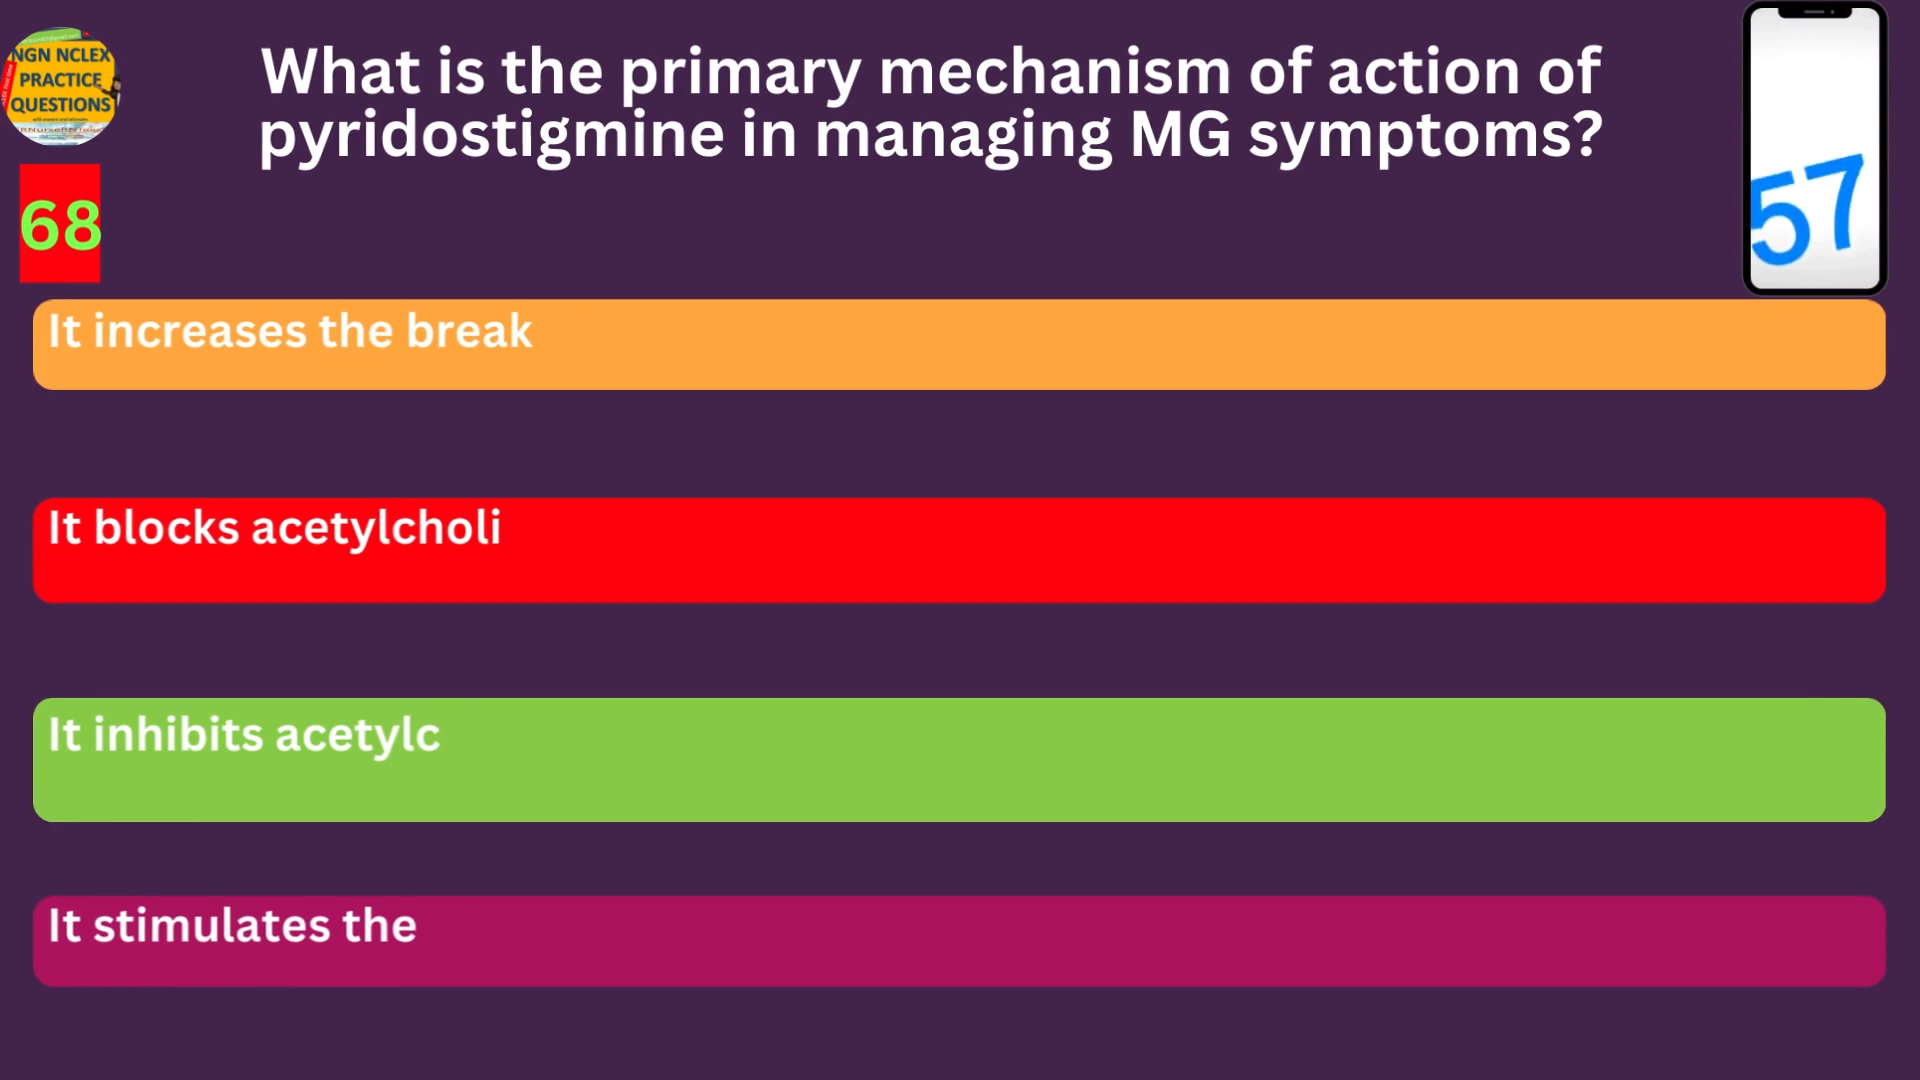 NGN NCLEX
PRACTICE
QUESTIONS
What is the primary mechanism of action of
pyridostigmine in managing MG symptoms?
57
68
It increases the break
It blocks acetylcholi
It inhibits acetylc
It stimulates the